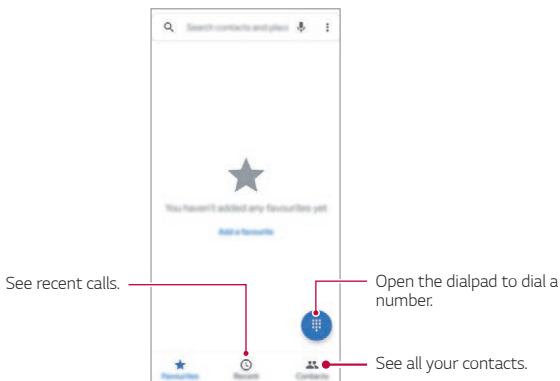 Search contacts and place
You haven't added any favourites yet
Add a favourite
See recent calls.
Open the dialpad to dial a
number.
Favourites
Recent
Contacts
See all your contacts.